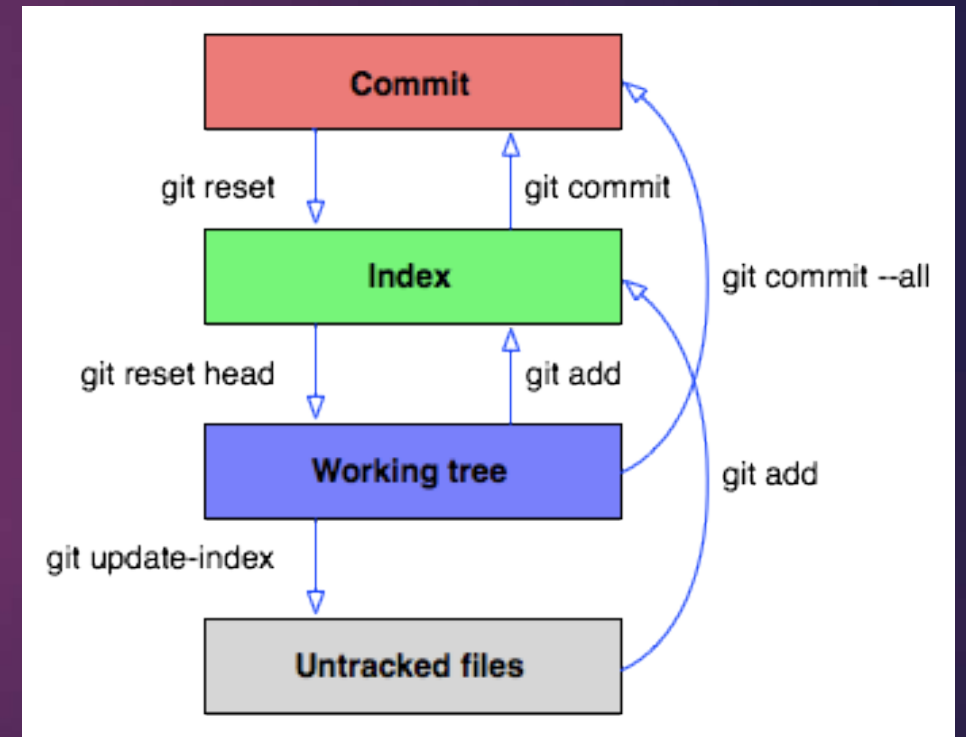 Commit
git reset
git commit
Index
git commit --all
git reset head
git add
Working tree
git add
git update-index
Untracked files